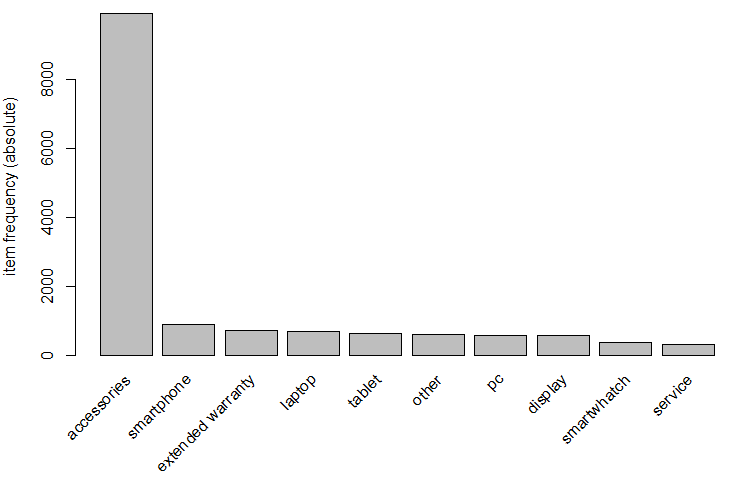 item frequency (absolute)
8000
6000
4000
2000
0
accessories
smartphone
extended warranty
laptop
tablet
other
pc
display
smartwhatch
service